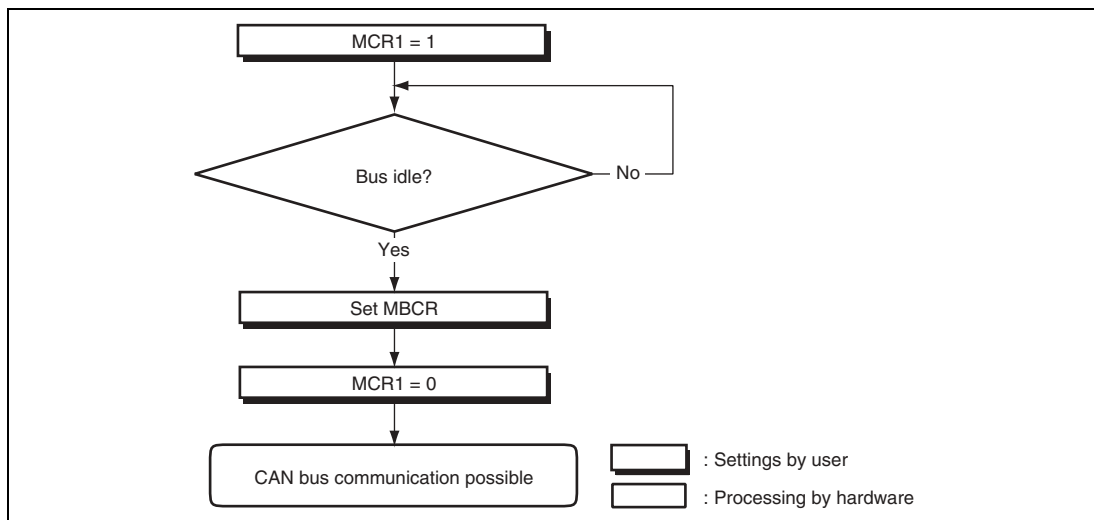 MCR1 = 1
Bus idle?
No
Yes
Set MBCR
MCR1 = 0
CAN bus communication possible
: Settings by user
: Processing by hardware